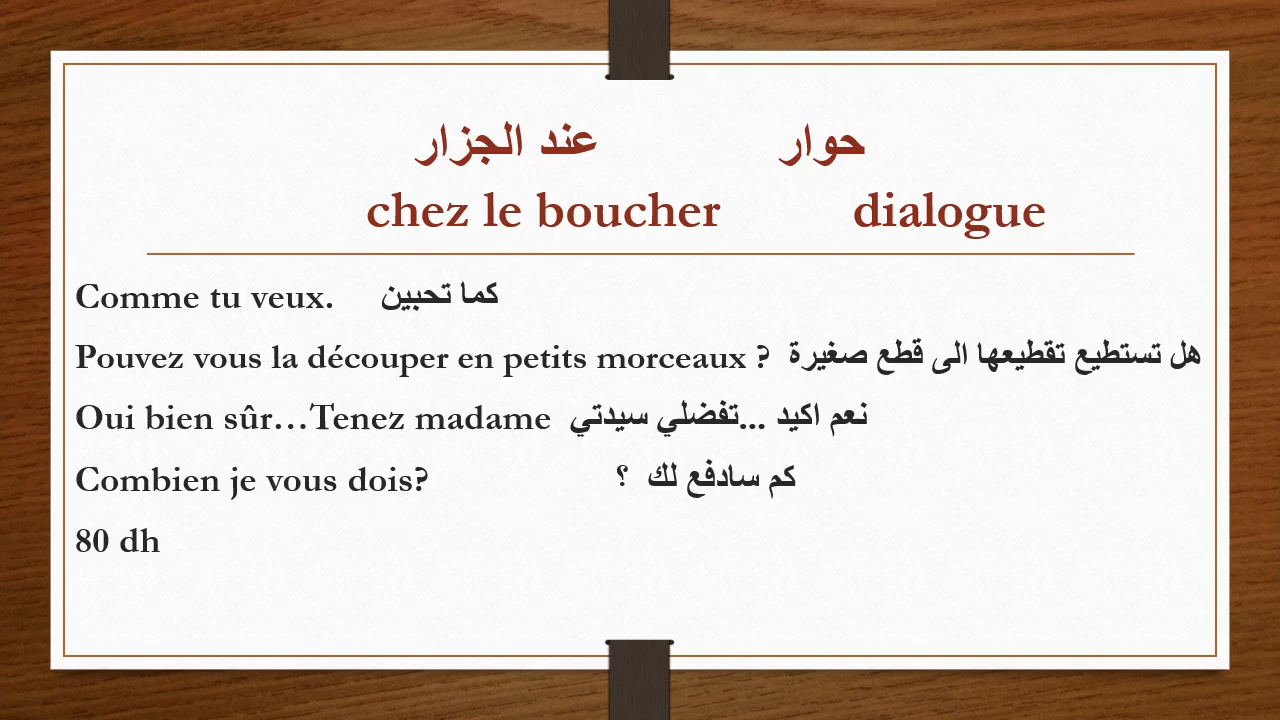 حوار عند الجزار
chez le boucher dialogue
Comme tu veux. كما تحبين
Pouvez vous la découper en petits morceaux ? هل تستطيع تقطيعها الى قطع صغيرة
Oui bien sûr…Tenez madame نعم اكيد ...تفضلي سيدتي
Combien je vous dois? كم سادفع لك ؟
80 dh